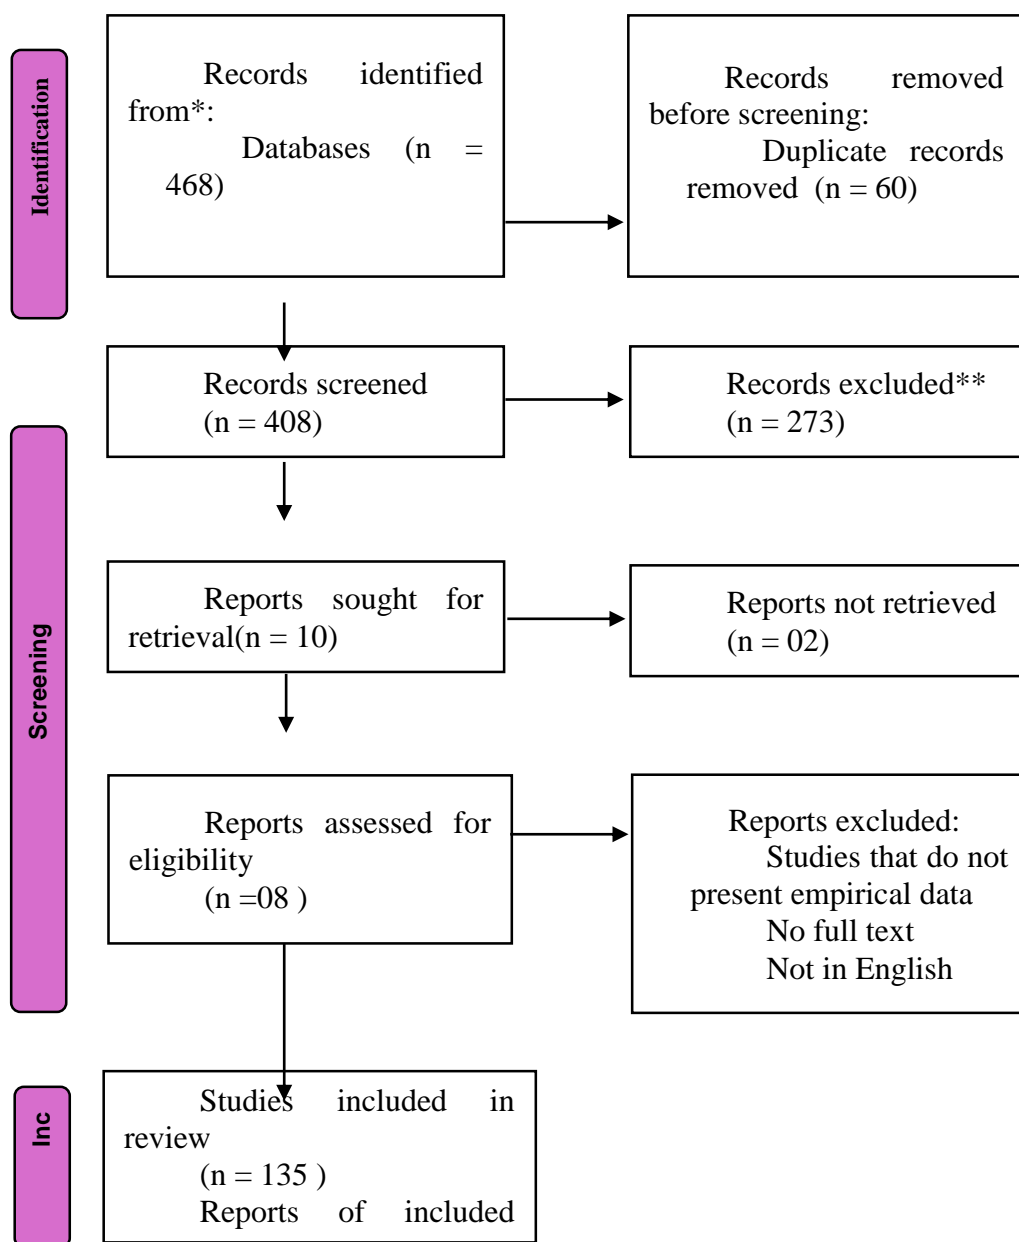 Identification
Records identified
from*:
Databases (n =
468)
Records removed
before screening:
Duplicate records
removed (n = 60)
Records screened
(n = 408)
Records excluded**
(n = 273)
Screening
Reports sought for
retrieval(n = 10)
Reports not retrieved
(n = 02)
Reports assessed for
eligibility
(n =08 )
Reports excluded:
Studies that do not
present empirical data
No full text
Not in English
Inc
Studies included in
review
(n = 135 )
Reports of included